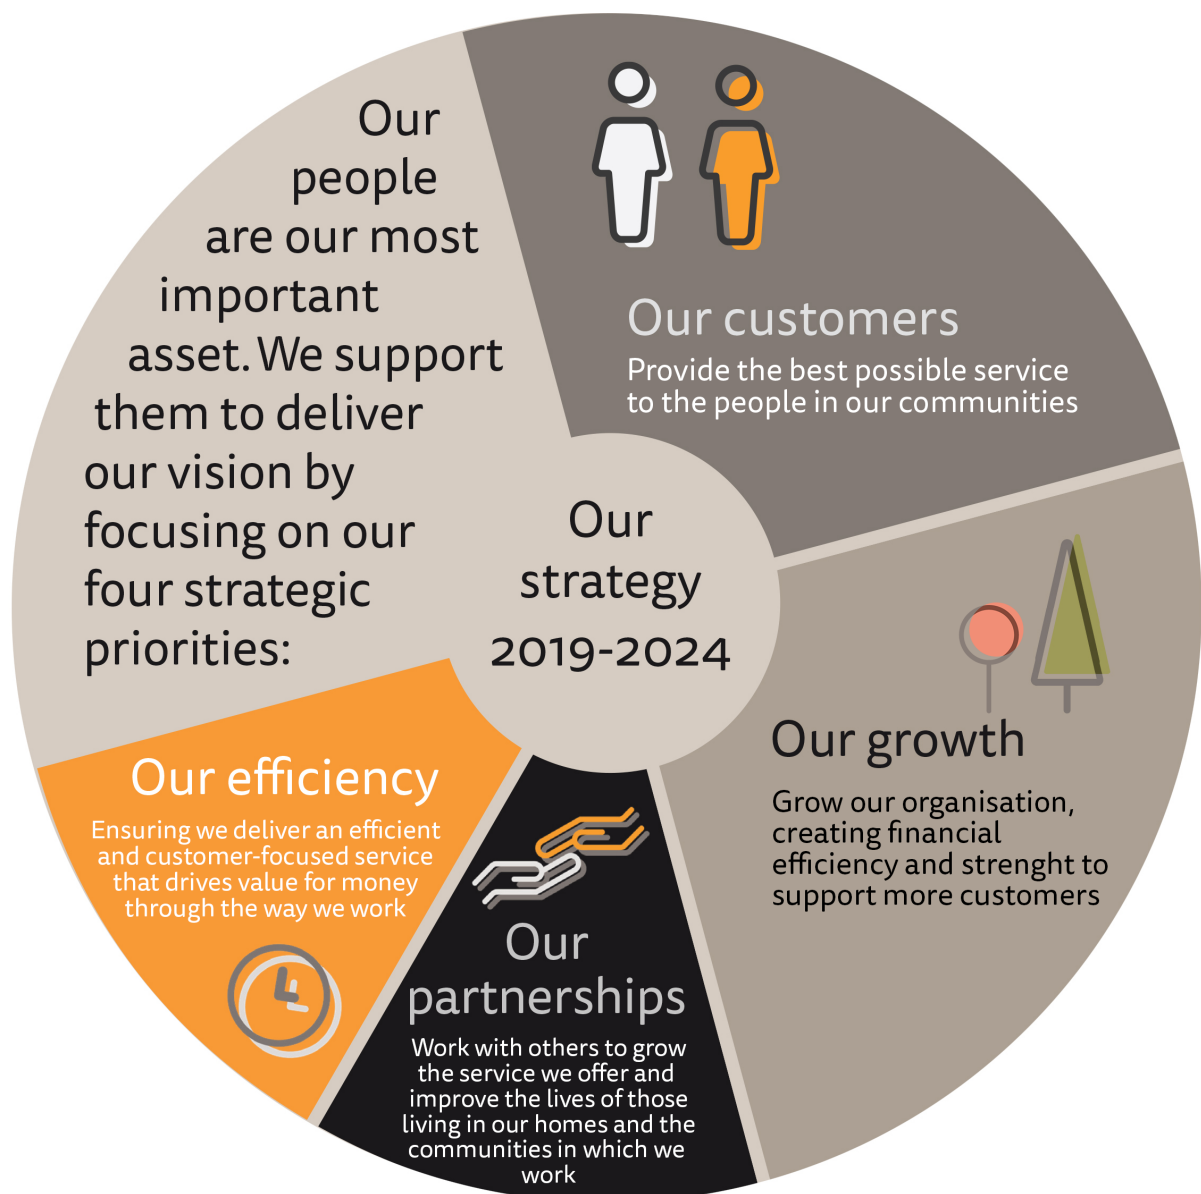 Our
people
are our most
important
asset. We support
them to deliver
our vision by
focusing on our
four strategic
priorities:
Our
strategy
2019-2024
Our customers
Provide the best possible service
to the people in our communities
Our growth
Grow our organisation,
creating financial
efficiency and strenght to
support more customers
Our
partnerships
Work with others to grow
the service we offer and
improve the lives of those
living in our homes and the
communities in which we
work
Our efficiency
Ensuring we deliver an efficient
and customer-focused service
that drives value for money
through the way we work